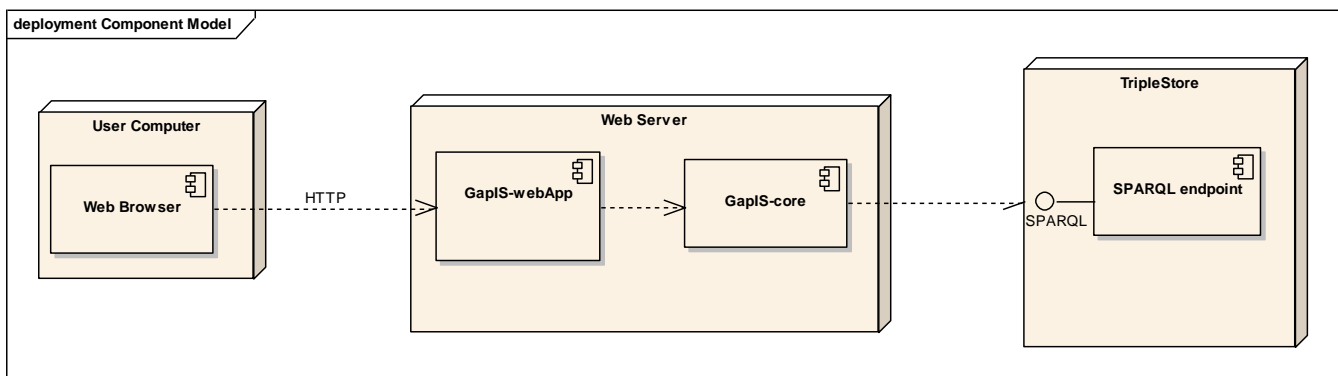 deployment Component Model
User Computer
Web Browser
HTTP
Web Server
GapIS-webApp
GapIS-core
TripleStore
SPARQL endpoint
SPARQL